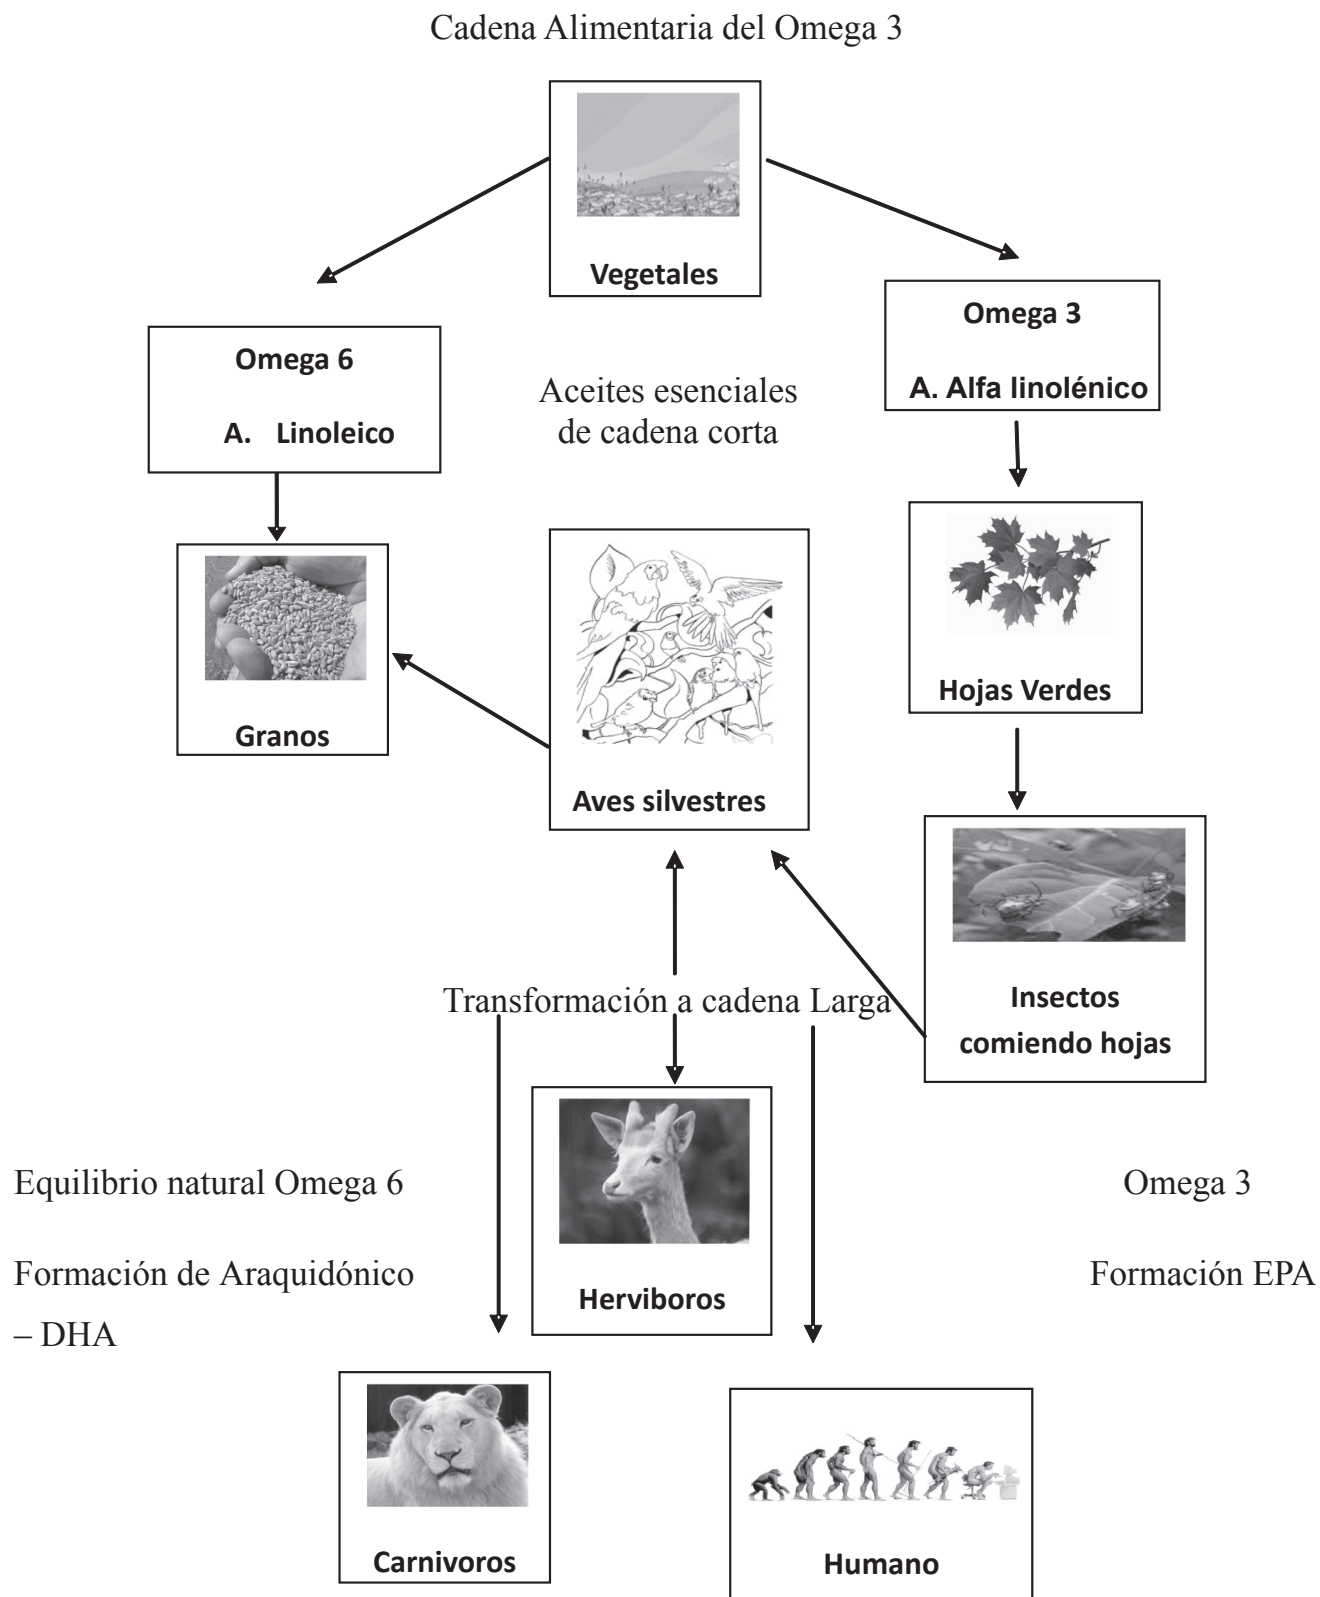 Cadena Alimentaria del Omega 3
Vegetales
Omega 6
A. Linoleico
Aceites esenciales
de cadena corta
Omega 3
A. Alfa linolénico
Granos
Aves silvestres
Hojas Verdes
Insectos
comiendo hojas
Transformación a cadena Larga
Equilibrio natural Omega 6
Omega 3
Formación de Araquidónico
– DHA
Formación EPA
Herviboros
Carnivoros
Humano